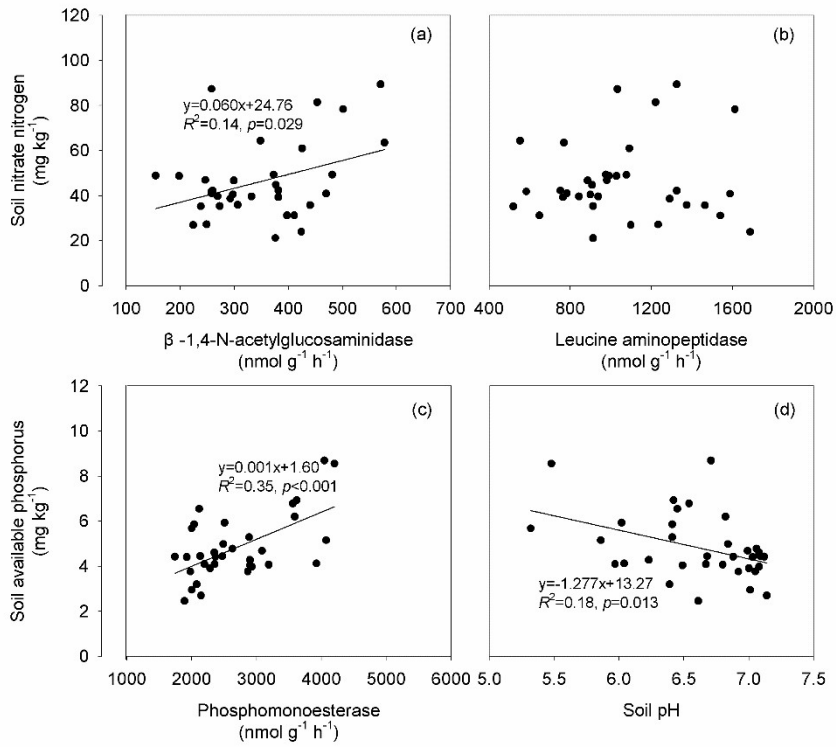 120
100
80
60
40
20
0
Soil nitrate nitrogen
(mg kg⁻¹)
(a)
y=0.060x+24.76
R²=0.14, p=0.029
100 200 300 400 500 600 700
β -1,4-N-acetylglucosaminidase
(nmol g⁻¹ h⁻¹)
(b)
400 800 1200 1600 2000
Leucine aminopeptidase
(nmol g⁻¹ h⁻¹)
12
10
8
6
4
2
0
Soil available phosphorus
(mg kg⁻¹)
(c)
y=0.001x+1.60
R²=0.35, p<0.001
1000 2000 3000 4000 5000 6000
Phosphomonoesterase
(nmol g⁻¹ h⁻¹)
(d)
y=-1.277x+13.27
R²=0.18, p=0.013
5.0 5.5 6.0 6.5 7.0 7.5
Soil pH